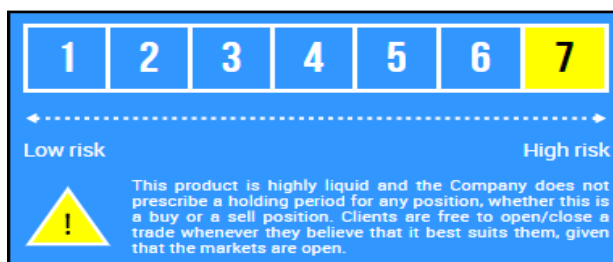 1 2 3 4 5 6 7
Low risk High risk
!
This product is highly liquid and the Company does not
prescribe a holding period for any position, whether this is
a buy or a sell position. Clients are free to open/close a
trade whenever they believe that it best suits them, given
that the markets are open.